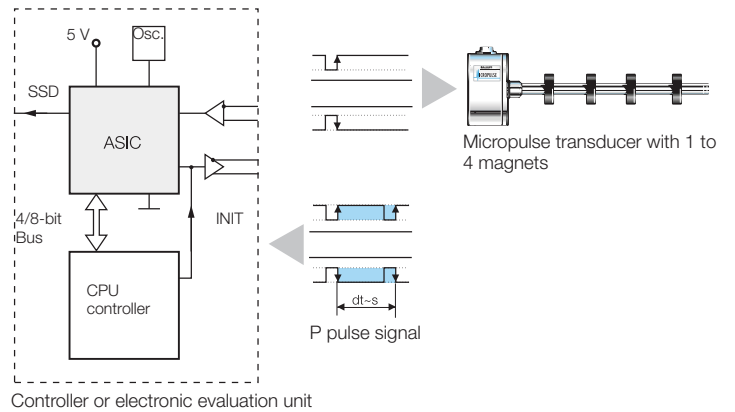 5 V
Osc.
SSD
ASIC
4/8-bit
Bus
INIT
CPU
controller
Controller or electronic evaluation unit
dt~s
P pulse signal
MICROPULSE
Micropulse transducer with 1 to
4 magnets